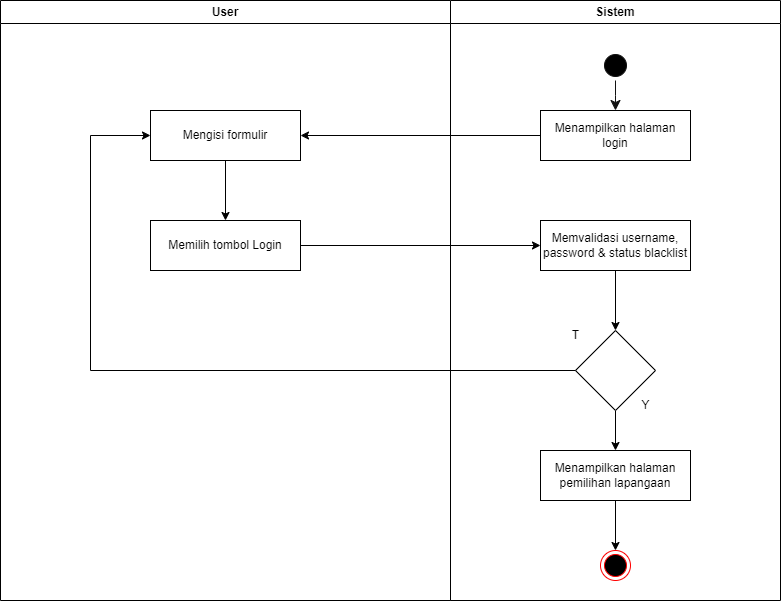 User
Sistem
Menampilkan halaman
login
Mengisi formulir
Memilih tombol Login
Memvalidasi username,
password & status blacklist
T
Y
Menampilkan halaman
pemilihan lapangaan